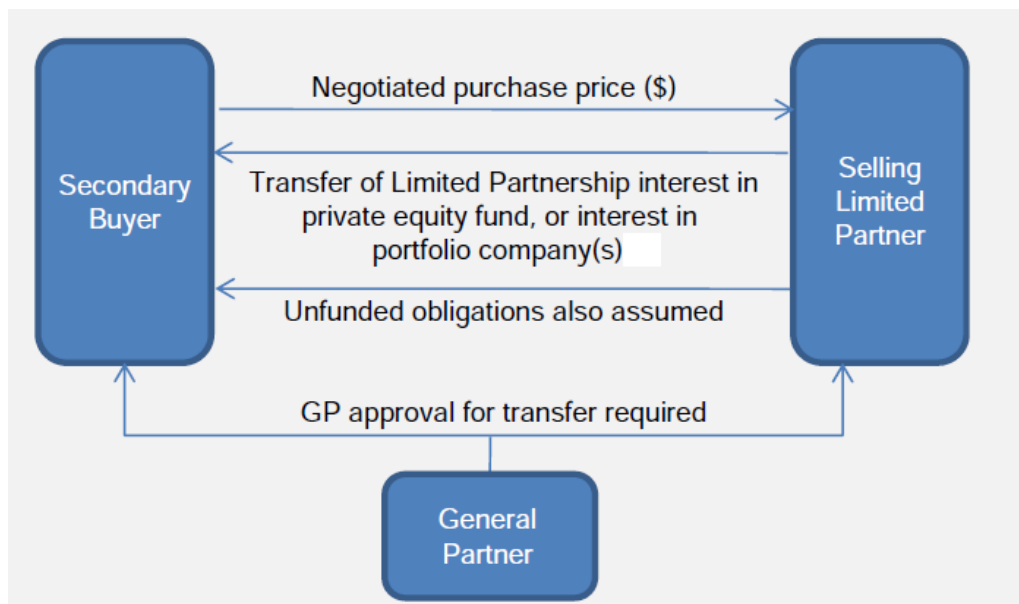 Negotiated purchase price ($)
Secondary
Buyer
Transfer of Limited Partnership interest in
private equity fund, or interest in
portfolio company(s)
Selling
Limited
Partner
Unfunded obligations also assumed
GP approval for transfer required
General
Partner